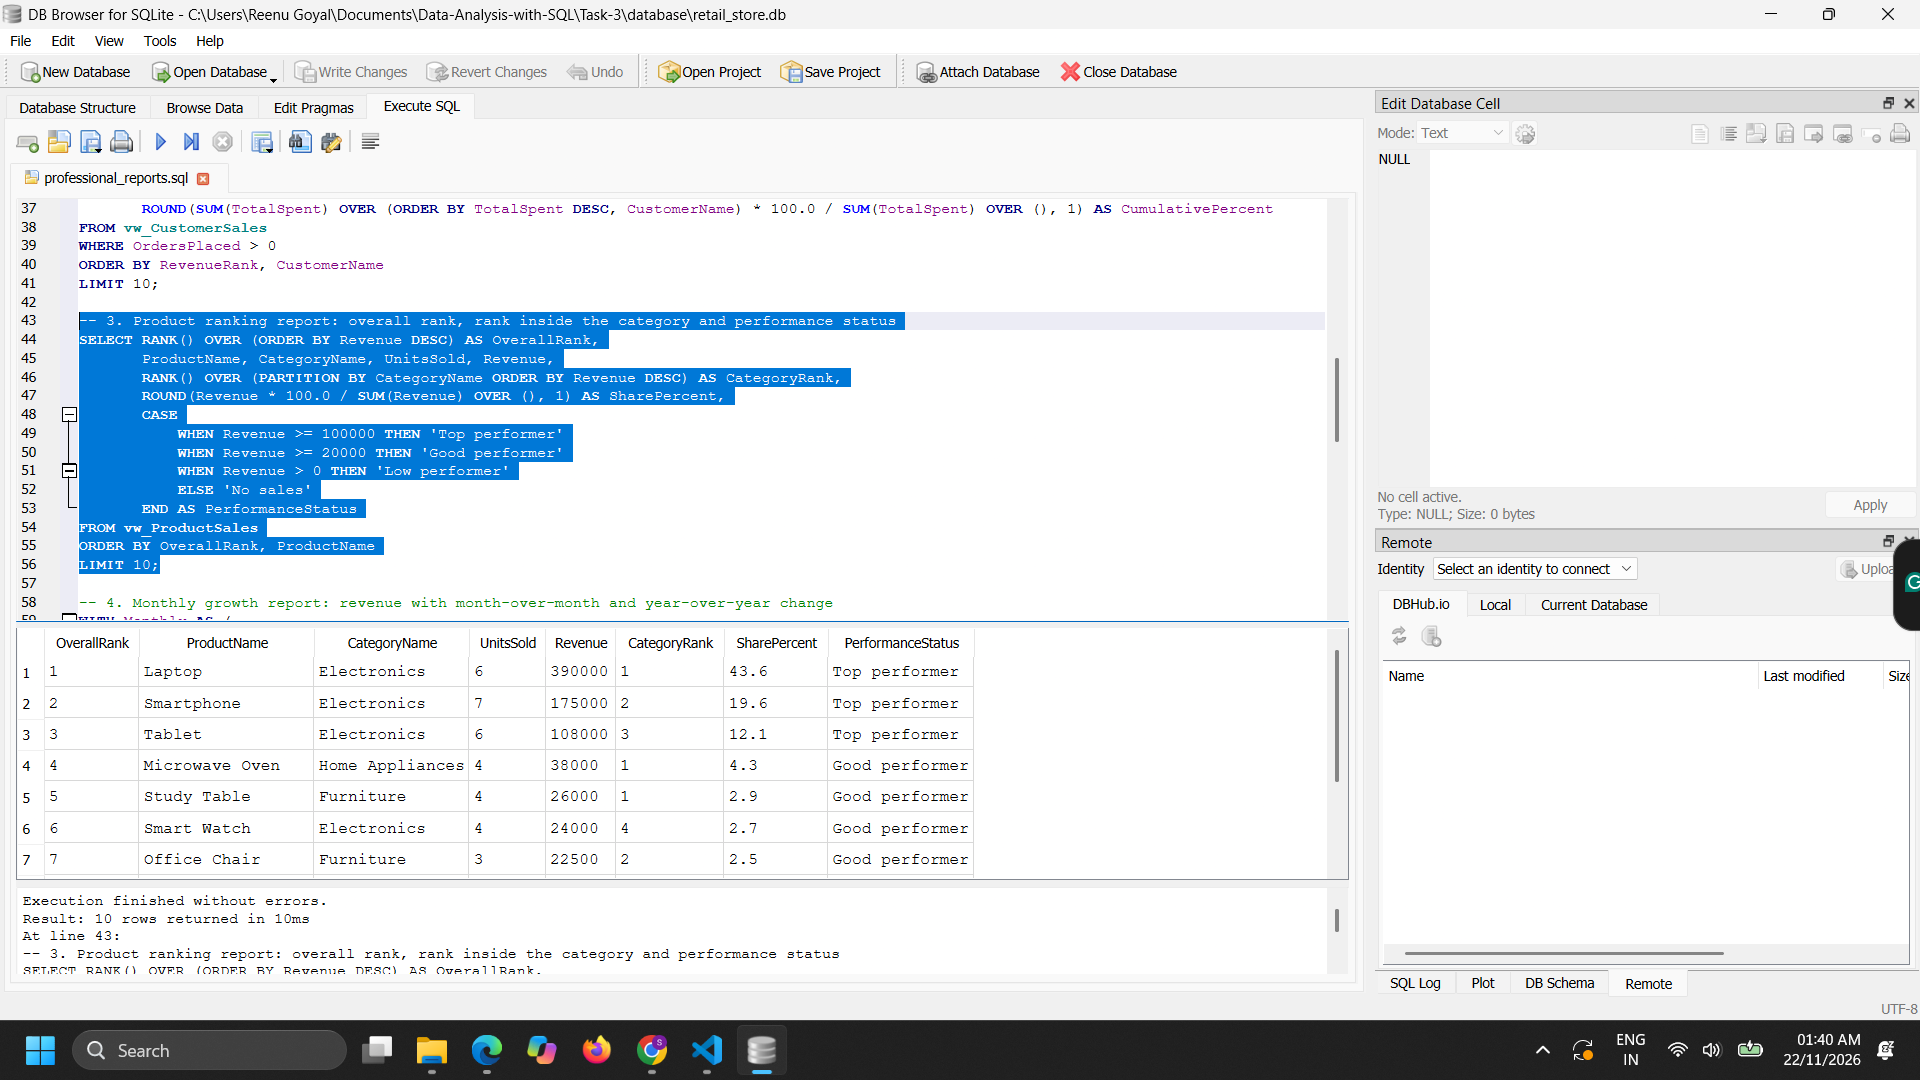 DB Browser for SQLite - C:\Users\Reenu Goyal\Documents\Data-Analysis-with-SQL\Task-3\database\retail_store.db
File Edit View Tools Help
New Database Open Database Write Changes Revert Changes Undo Open Project Save Project Attach Database Close Database
Database Structure Browse Data Edit Pragmas Execute SQL
professional_reports.sql
37 ROUND(SUM(TotalSpent) OVER (ORDER BY TotalSpent DESC, CustomerName) * 100.0 / SUM(TotalSpent) OVER (), 1) AS CumulativePercent
38 FROM vw_CustomerSales
39 WHERE OrdersPlaced > 0
40 ORDER BY RevenueRank, CustomerName
41 LIMIT 10;
42
43 -- 3. Product ranking report: overall rank, rank inside the category and performance status
44 SELECT RANK() OVER (ORDER BY Revenue DESC) AS OverallRank,
45 ProductName, CategoryName, UnitsSold, Revenue,
46 RANK() OVER (PARTITION BY CategoryName ORDER BY Revenue DESC) AS CategoryRank,
47 ROUND(Revenue * 100.0 / SUM(Revenue) OVER (), 1) AS SharePercent,
48 CASE
49 WHEN Revenue >= 100000 THEN 'Top performer'
50 WHEN Revenue >= 20000 THEN 'Good performer'
51 WHEN Revenue > 0 THEN 'Low performer'
52 ELSE 'No sales'
53 END AS PerformanceStatus
54 FROM vw_ProductSales
55 ORDER BY OverallRank, ProductName
56 LIMIT 10;
57
58 -- 4. Monthly growth report: revenue with month-over-month and year-over-year change
59 WITH Monthly AS (
OverallRank ProductName CategoryName UnitsSold Revenue CategoryRank SharePercent PerformanceStatus
1 1 Laptop Electronics 6 390000 1 43.6 Top performer
2 2 Smartphone Electronics 7 175000 2 19.6 Top performer
3 3 Tablet Electronics 6 108000 3 12.1 Top performer
4 4 Microwave Oven Home Appliances 4 38000 1 4.3 Good performer
5 5 Study Table Furniture 4 26000 1 2.9 Good performer
6 6 Smart Watch Electronics 4 24000 4 2.7 Good performer
7 7 Office Chair Furniture 3 22500 2 2.5 Good performer
Execution finished without errors.
Result: 10 rows returned in 10ms
At line 43:
-- 3. Product ranking report: overall rank, rank inside the category and performance status
SELECT RANK() OVER (ORDER BY Revenue DESC) AS OverallRank,
Edit Database Cell
Mode: Text
NULL
No cell active.
Type: NULL; Size: 0 bytes
Apply
Remote
Identity Select an identity to connect Uploa
DBHub.io Local Current Database
Name Last modified Size
SQL Log Plot DB Schema Remote
UTF-8
Search
ENG
IN
01:40 AM
22/11/2026